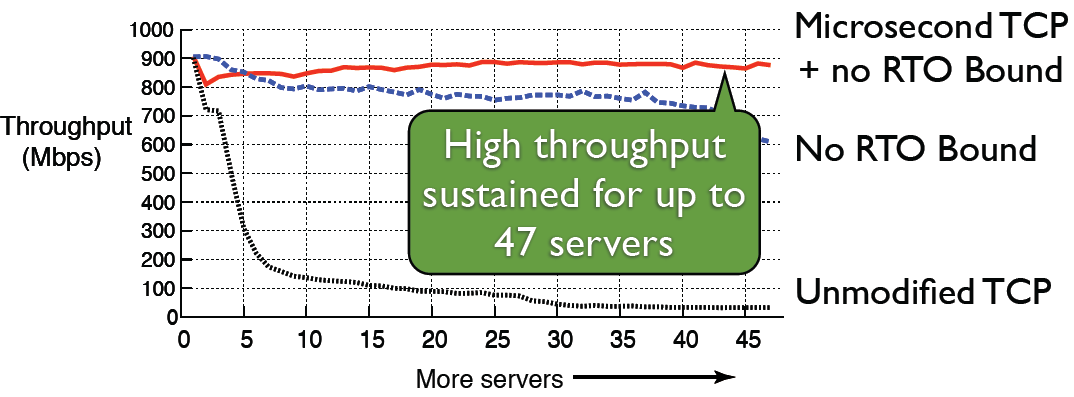 Microsecond TCP
+ no RTO Bound
No RTO Bound
Unmodified TCP
Throughput
(Mbps)
1000
900
800
700
600
500
400
300
200
100
0
High throughput
sustained for up to
47 servers
0 5 10 15 20 25 30 35 40 45
More servers